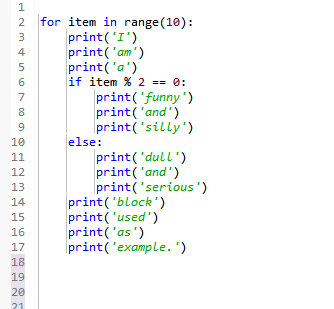 1
2 for item in range(10):
3     print('I')
4     print('am')
5     print('a')
6     if item % 2 == 0:
7         print('funny')
8         print('and')
9         print('silly')
10     else:
11         print('dull')
12         print('and')
13         print('serious')
14     print('block')
15     print('used')
16     print('as')
17     print('example.')
18
19
20
21